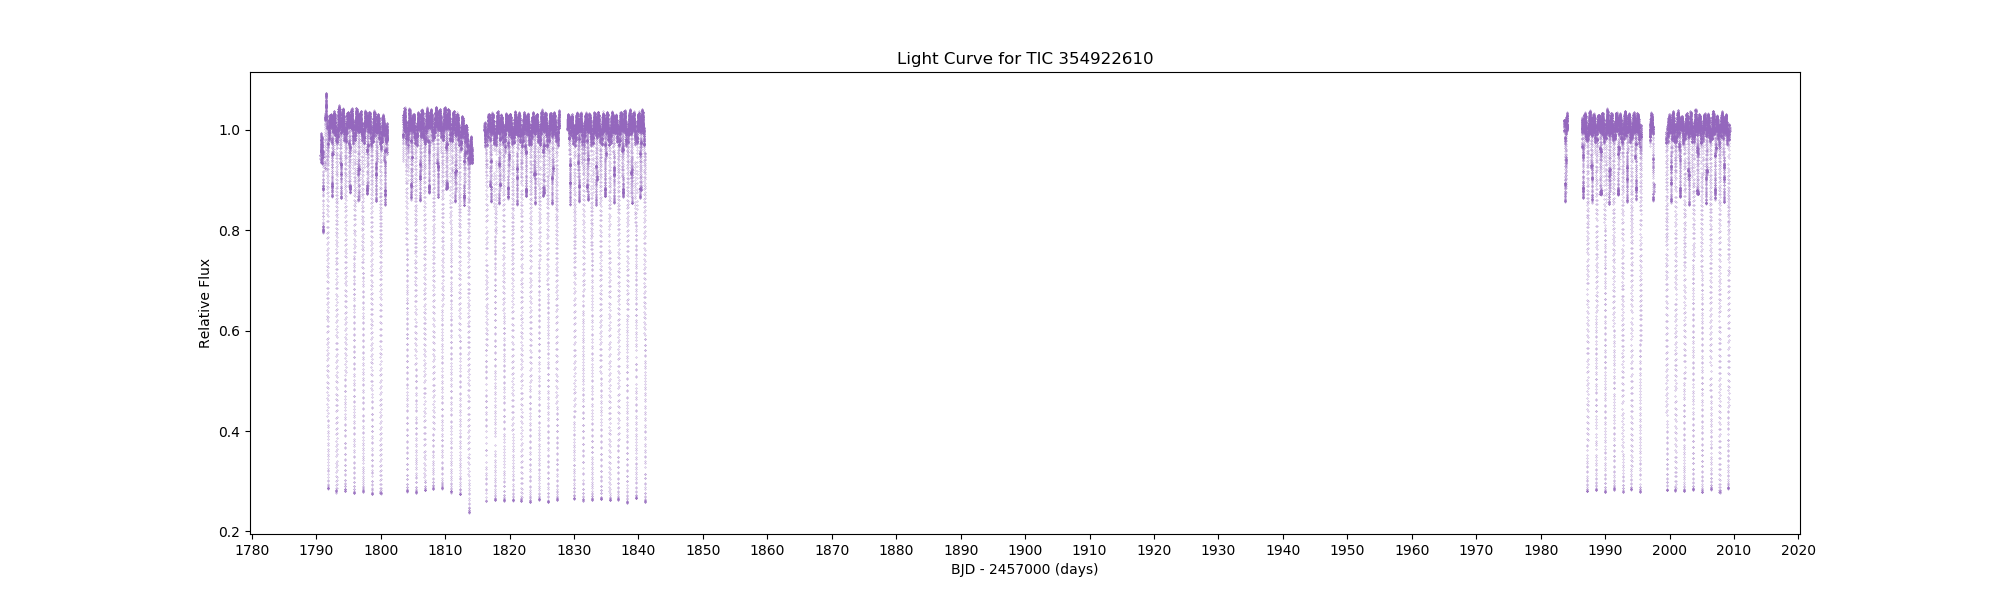 Light Curve for TIC 354922610
Relative Flux
1.0
0.8
0.6
0.4
0.2
1780 1790 1800 1810 1820 1830 1840 1850 1860 1870 1880 1890 1900 1910 1920 1930 1940 1950 1960 1970 1980 1990 2000 2010 2020
BJD - 2457000 (days)